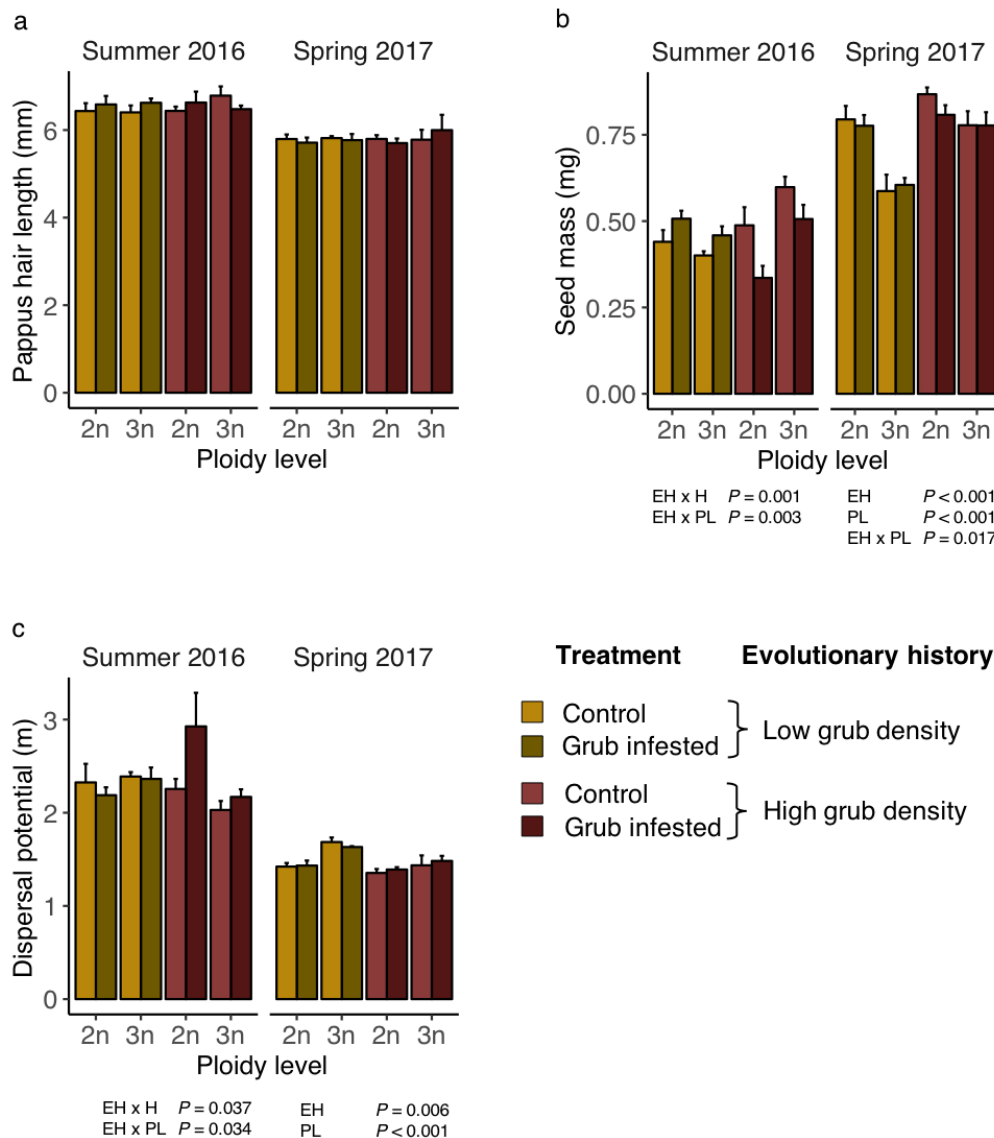 a
Summer 2016 Spring 2017
Pappus hair length (mm)
6
4
2
0
2n 3n 2n 3n 2n 3n 2n 3n
Ploidy level
b
Summer 2016 Spring 2017
Seed mass (mg)
0.75
0.50
0.25
0.00
2n 3n 2n 3n 2n 3n 2n 3n
Ploidy level
EH x H P = 0.001
EH x PL P = 0.003
EH P < 0.001
PL P < 0.001
EH x PL P = 0.017
c
Summer 2016 Spring 2017
Dispersal potential (m)
3
2
1
0
2n 3n 2n 3n 2n 3n 2n 3n
Ploidy level
EH x H P = 0.037
EH x PL P = 0.034
EH P = 0.006
PL P < 0.001
Treatment Evolutionary history
Control
Grub infested
Low grub density
Control
Grub infested
High grub density